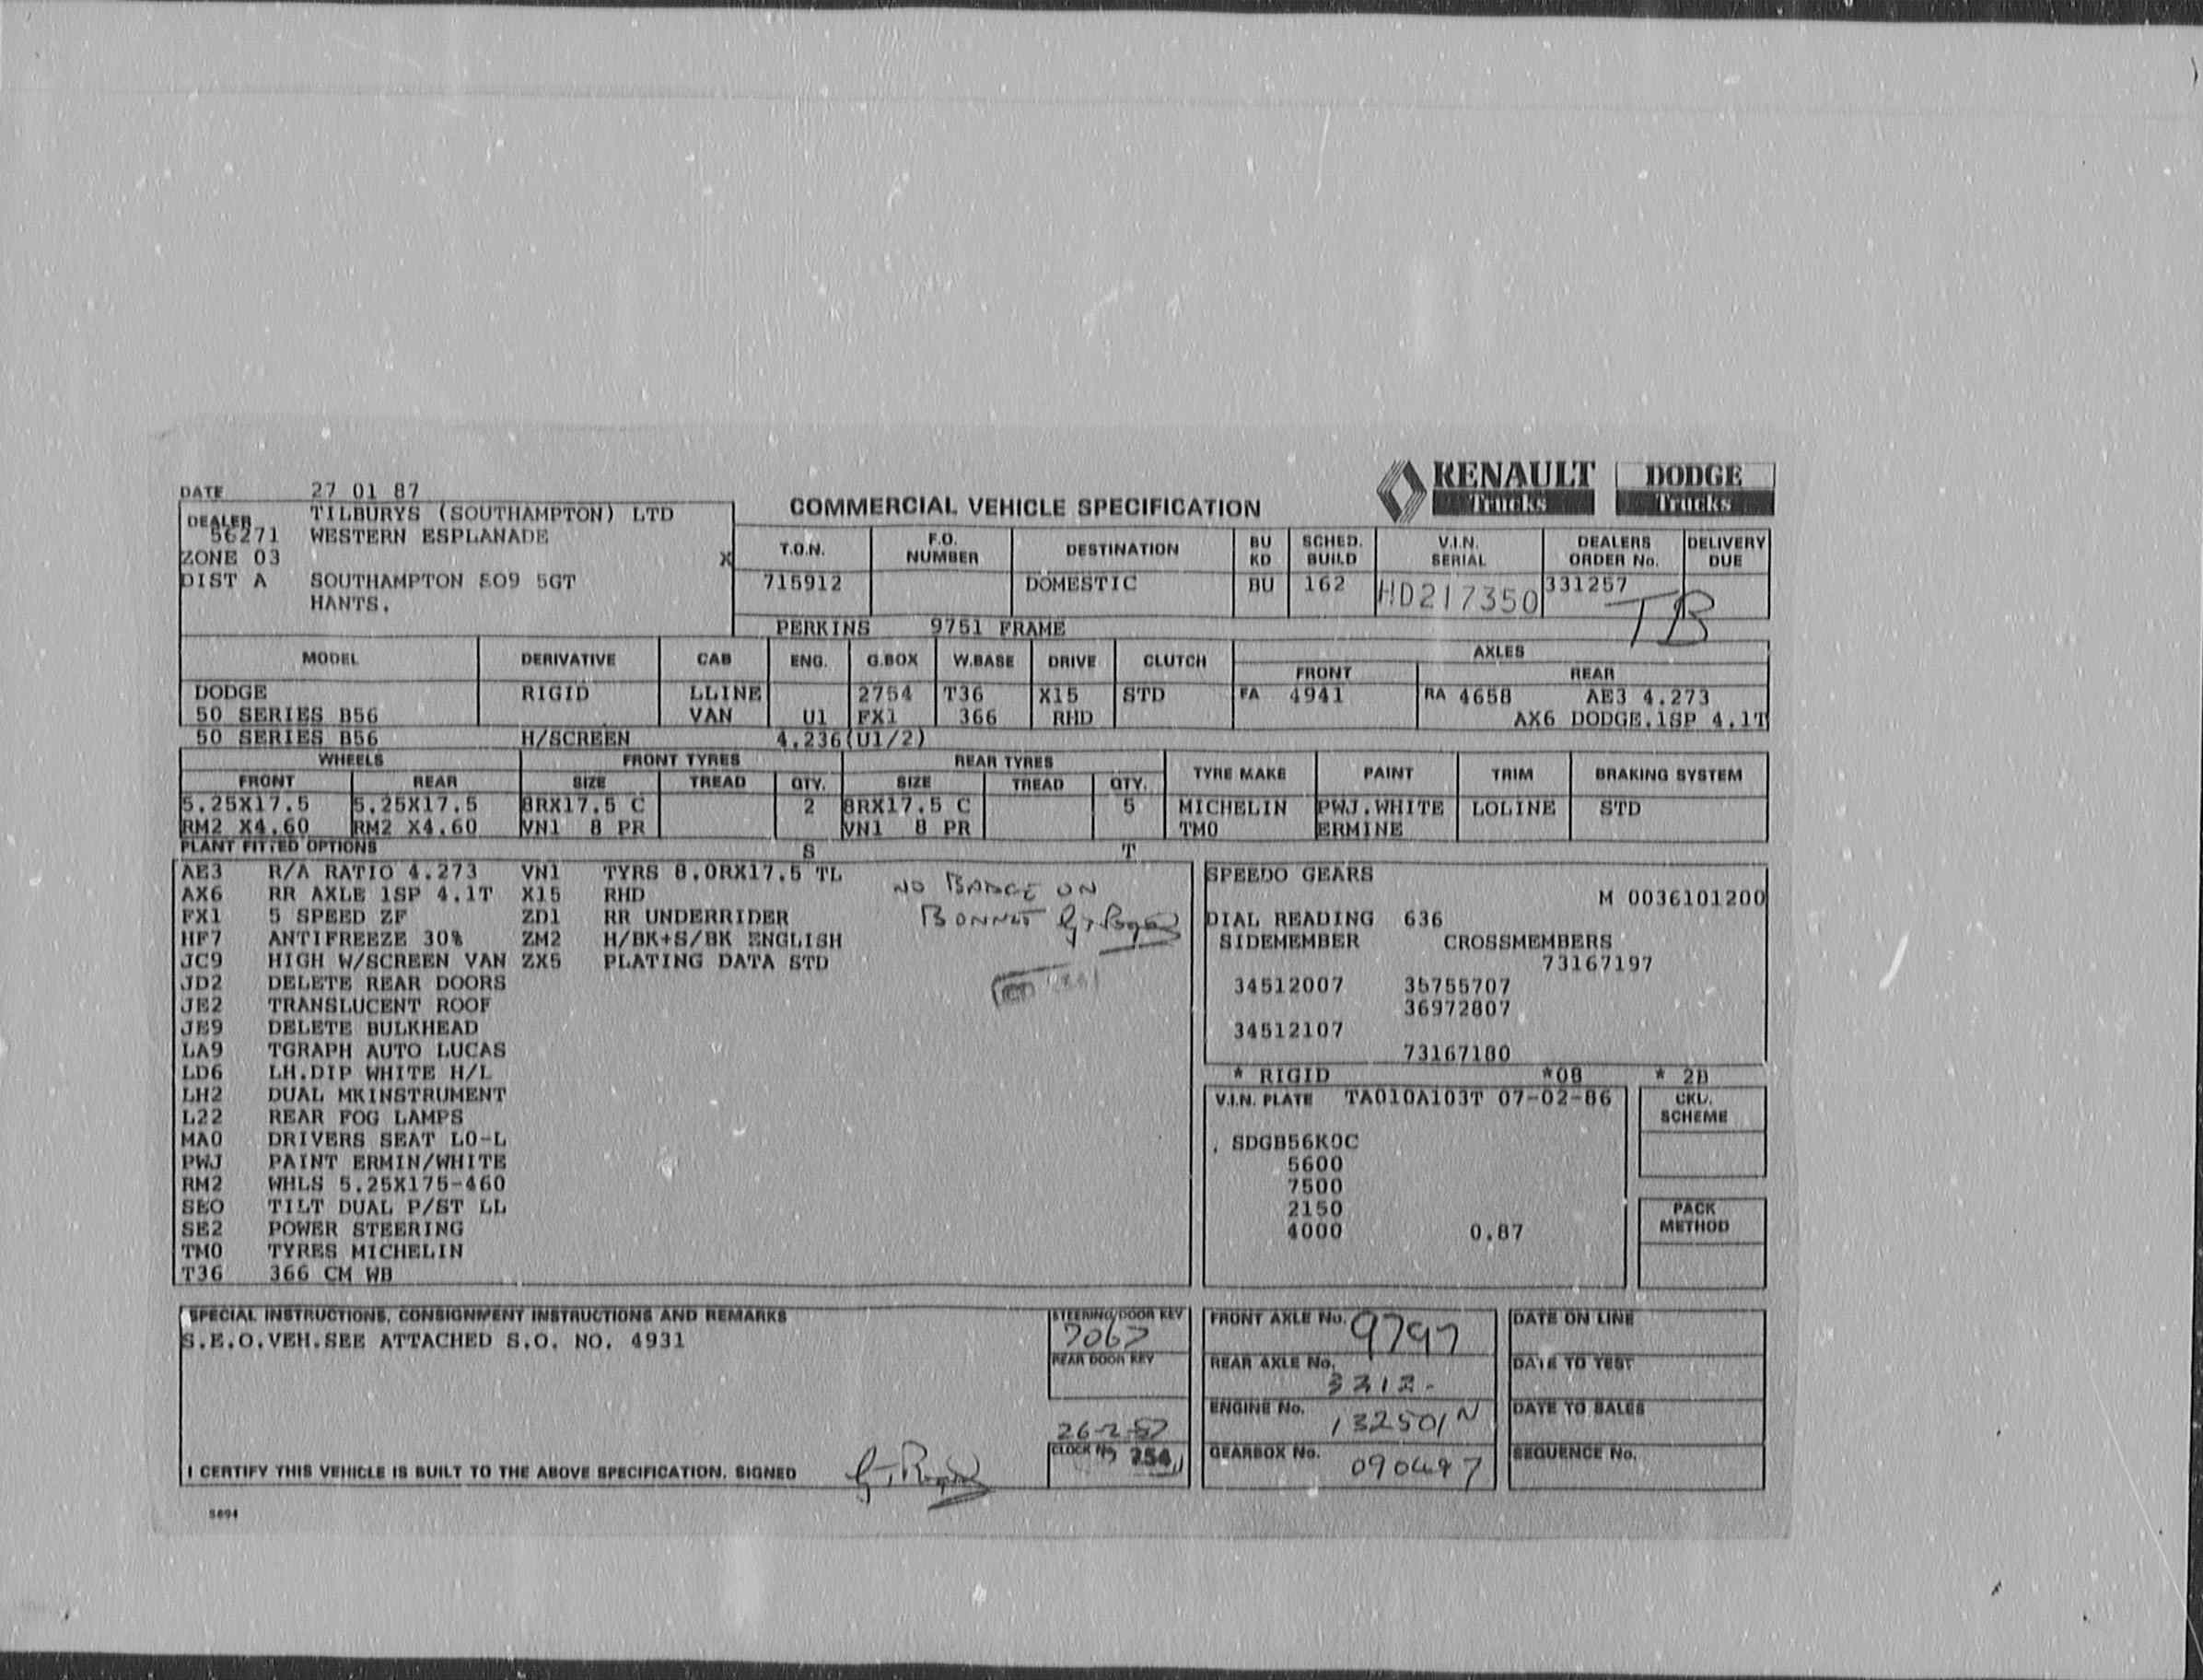 RENAULT Trucks DODGE Trucks
DATE 27 01 87
COMMERCIAL VEHICLE SPECIFICATION
DEALER TILBURYS (SOUTHAMPTON) LTD
56271 WESTERN ESPLANADE
ZONE 03 X
DIST A SOUTHAMPTON SO9 5GT
HANTS.
T.O.N. F.O. NUMBER DESTINATION BU KD SCHED. BUILD V.I.N. SERIAL DEALERS ORDER No. DELIVERY DUE
715912 DOMESTIC BU 162 HD217350 331257
TB
PERKINS 9751 FRAME
MODEL DERIVATIVE CAB ENG. G.BOX W.BASE DRIVE CLUTCH AXLES
FRONT REAR
DODGE RIGID LLINE 2754 T36 X15 STD FA 4941 RA 4658 AE3 4.273
50 SERIES B56 VAN U1 FX1 366 RHD AX6 DODGE.1SP 4.1T
50 SERIES B56 H/SCREEN 4.236(U1/2)
WHEELS FRONT TYRES REAR TYRES TYRE MAKE PAINT TRIM BRAKING SYSTEM
FRONT REAR SIZE TREAD QTY. SIZE TREAD QTY.
5.25X17.5 5.25X17.5 8RX17.5 C 2 8RX17.5 C 5 MICHELIN PWJ.WHITE LOLINE STD
RM2 X4.60 RM2 X4.60 VN1 8 PR VN1 8 PR TM0 ERMINE
PLANT FITTED OPTIONS S T
AE3 R/A RATIO 4.273 VN1 TYRS 8.0RX17.5 TL
AX6 RR AXLE 1SP 4.1T X15 RHD
FX1 5 SPEED ZF ZD1 RR UNDERRIDER
HF7 ANTIFREEZE 30% ZM2 H/BK+S/BK ENGLISH
JC9 HIGH W/SCREEN VAN ZX5 PLATING DATA STD
JD2 DELETE REAR DOORS
JE2 TRANSLUCENT ROOF
JE9 DELETE BULKHEAD
LA9 TGRAPH AUTO LUCAS
LD6 LH.DIP WHITE H/L
LH2 DUAL MKINSTRUMENT
L22 REAR FOG LAMPS
MA0 DRIVERS SEAT LO-L
PWJ PAINT ERMIN/WHITE
RM2 WHLS 5.25X175-460
SE0 TILT DUAL P/ST LL
SE2 POWER STEERING
TM0 TYRES MICHELIN
T36 366 CM WB
NO BADGE ON
BONNET
SPEEDO GEARS
M 0036101200
DIAL READING 636
SIDEMEMBER CROSSMEMBERS
73167197
34512007 35755707
36972807
34512107
73167180
* RIGID *08 * 2B
V.I.N. PLATE TA010A103T 07-02-86
CKD. SCHEME
. SDGB56K0C
5600
7500
2150
4000 0.87
PACK METHOD
SPECIAL INSTRUCTIONS, CONSIGNMENT INSTRUCTIONS AND REMARKS
S.E.O.VEH.SEE ATTACHED S.O. NO. 4931
I CERTIFY THIS VEHICLE IS BUILT TO THE ABOVE SPECIFICATION. SIGNED
STEERING/DOOR KEY
7067
REAR DOOR KEY
26-2-87
CLOCK No 254
FRONT AXLE No. 9797
REAR AXLE No. 3312-
ENGINE No. 132501N
GEARBOX No. 090497
DATE ON LINE
DATE TO TEST
DATE TO SALES
SEQUENCE No.
5694